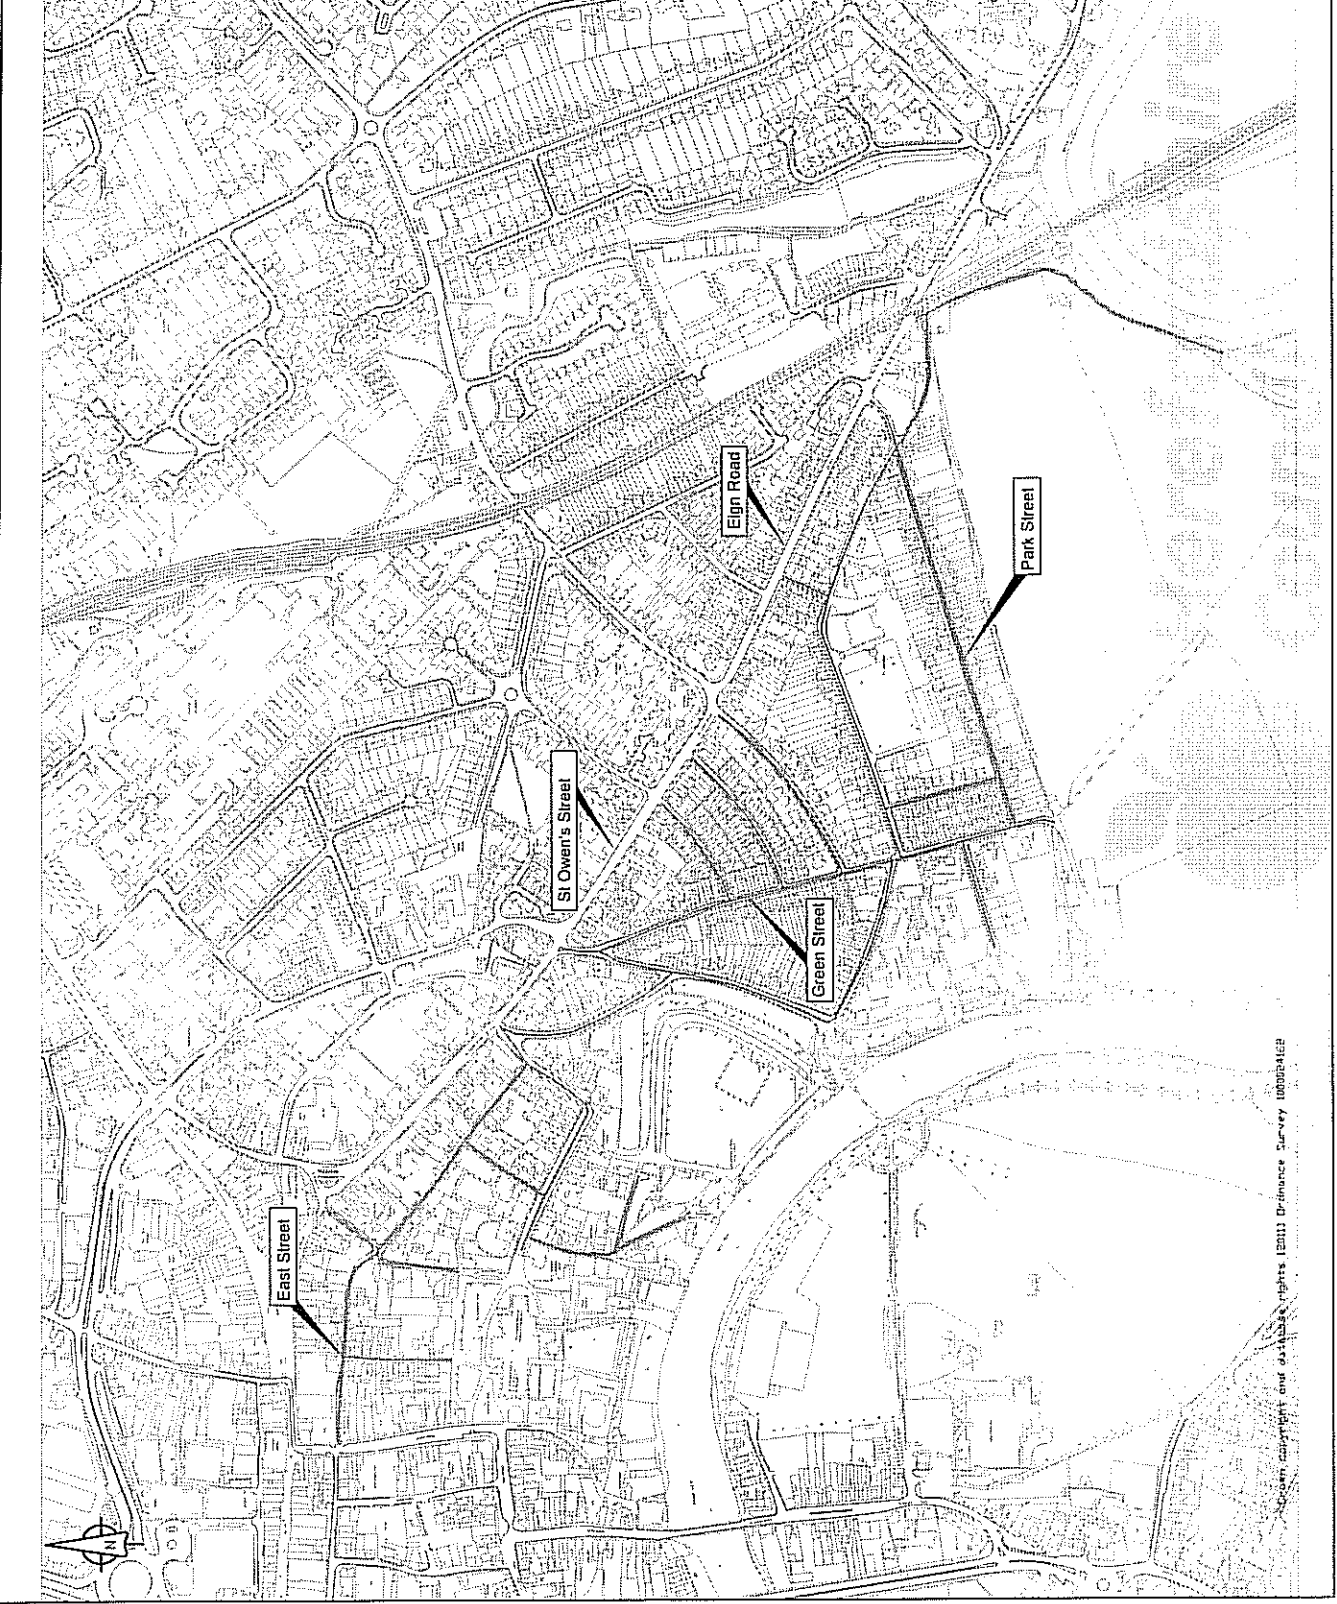 East Street
St Owen's Street
Eign Road
Green Street
Park Street
N
Crown copyright and database rights [2011] Ordnance Survey 100024168